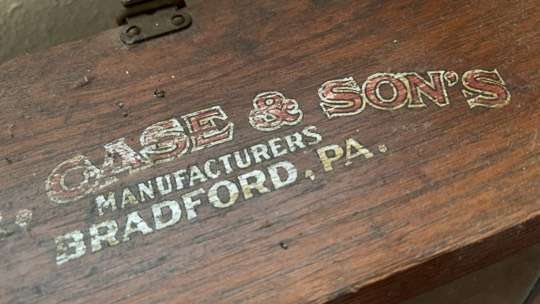 CASE & SON'S
MANUFACTURERS
BRADFORD, PA.